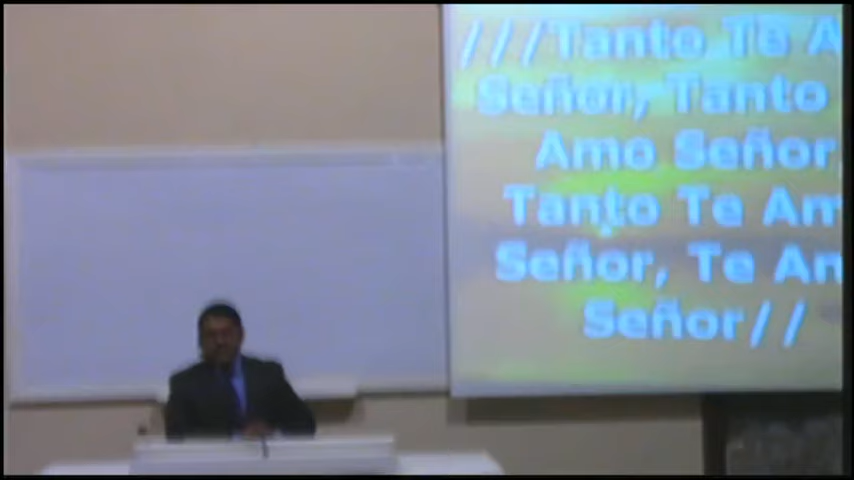 ///Tanto Te A
Señor, Tanto
Amo Señor,
Tanto Te Am
Señor, Te Am
Señor//